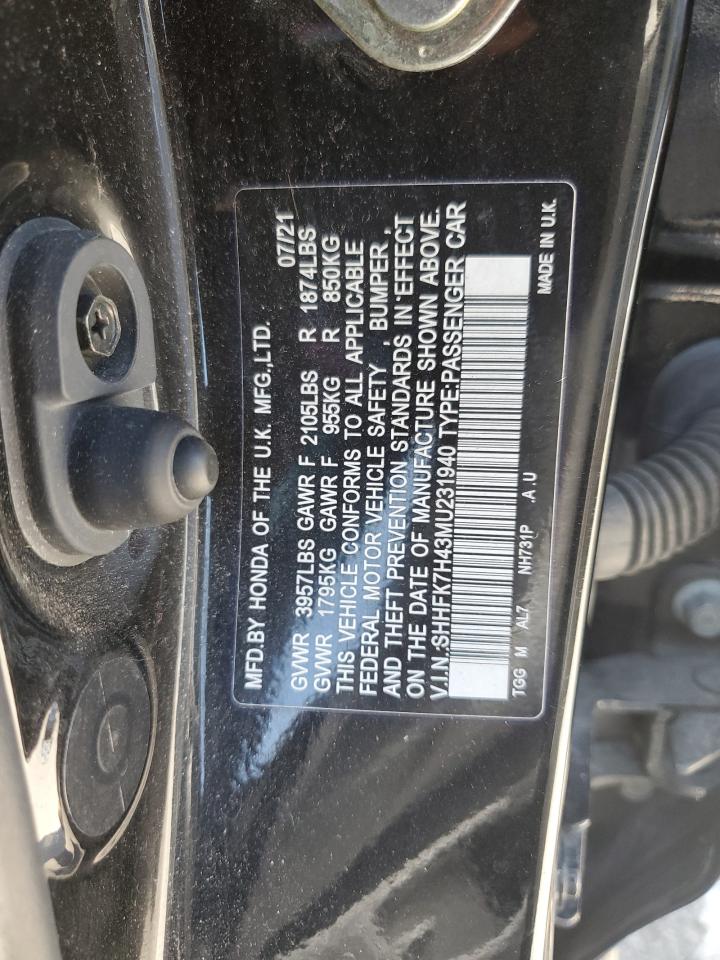 MFD.BY HONDA OF THE U.K. MFG.,LTD. 07/21
GVWR 3957LBS GAWR F 2105LBS R 1874LBS
GVWR 1795KG GAWR F 955KG R 850KG
THIS VEHICLE CONFORMS TO ALL APPLICABLE
FEDERAL MOTOR VEHICLE SAFETY , BUMPER ,
AND THEFT PREVENTION STANDARDS IN EFFECT
ON THE DATE OF MANUFACTURE SHOWN ABOVE.
V.I.N.:SHHFK7H43MU231940 TYPE:PASSENGER CAR
TGG M AL7 NH731P .A .U MADE IN U.K.